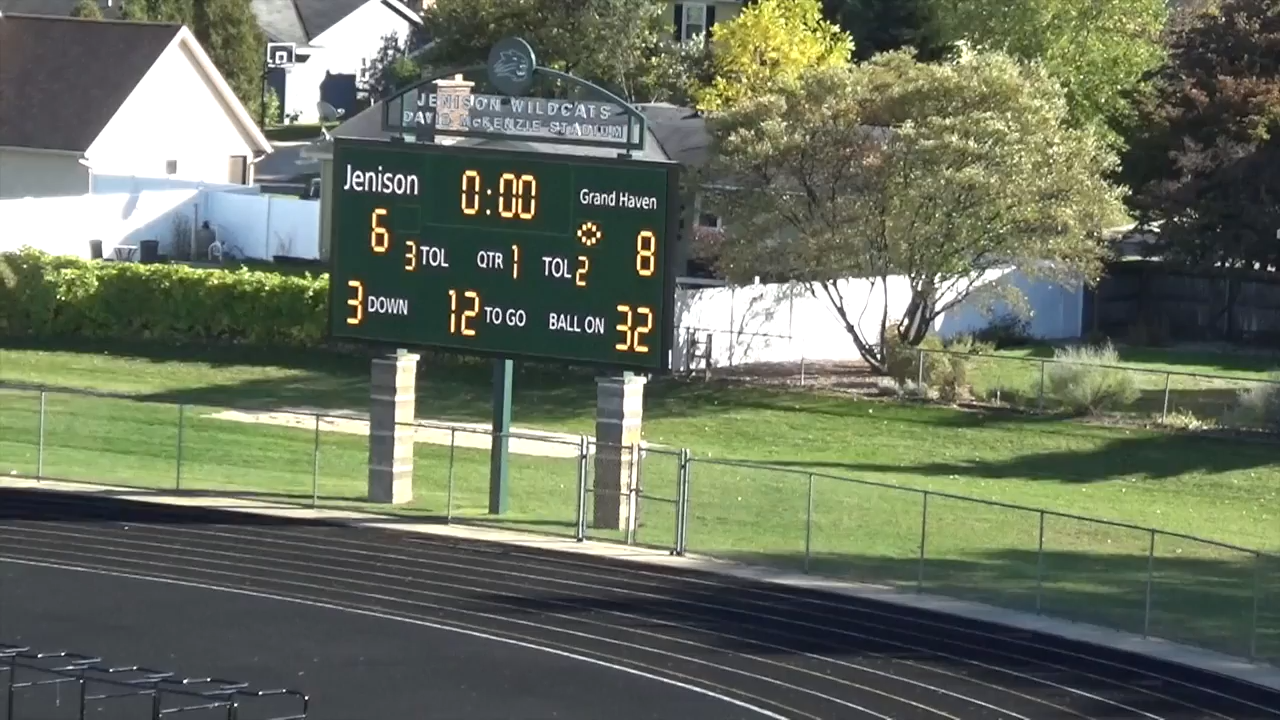 JENISON WILDCATS
DAVID McKENZIE STADIUM
Jenison 0:00 Grand Haven
6 8
3 TOL QTR 1 TOL 2
3 DOWN 12 TO GO BALL ON 32